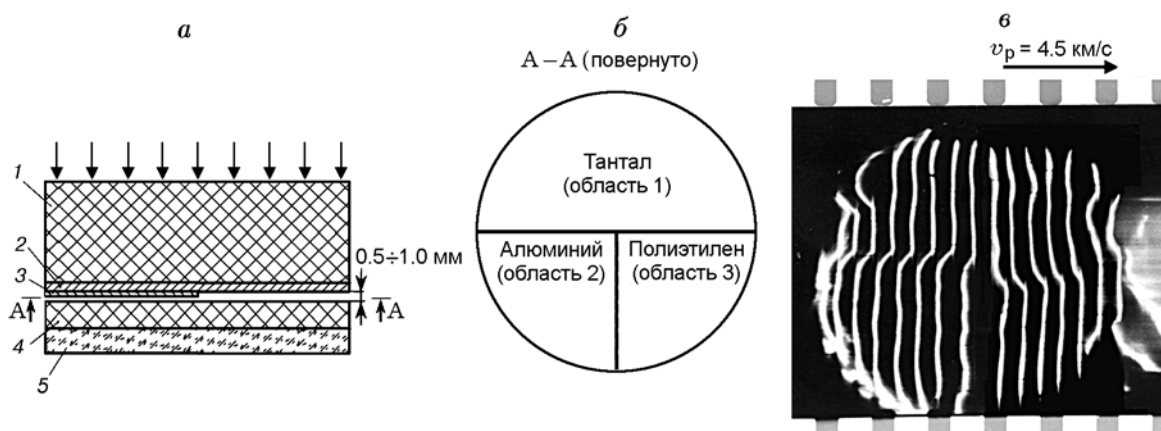 а
1
2
3
А
4
5
0.5÷1.0 мм
А
б
А – А (повернуто)
Тантал
(область 1)
Алюминий
(область 2)
Полиэтилен
(область 3)
в
vр = 4.5 км/с